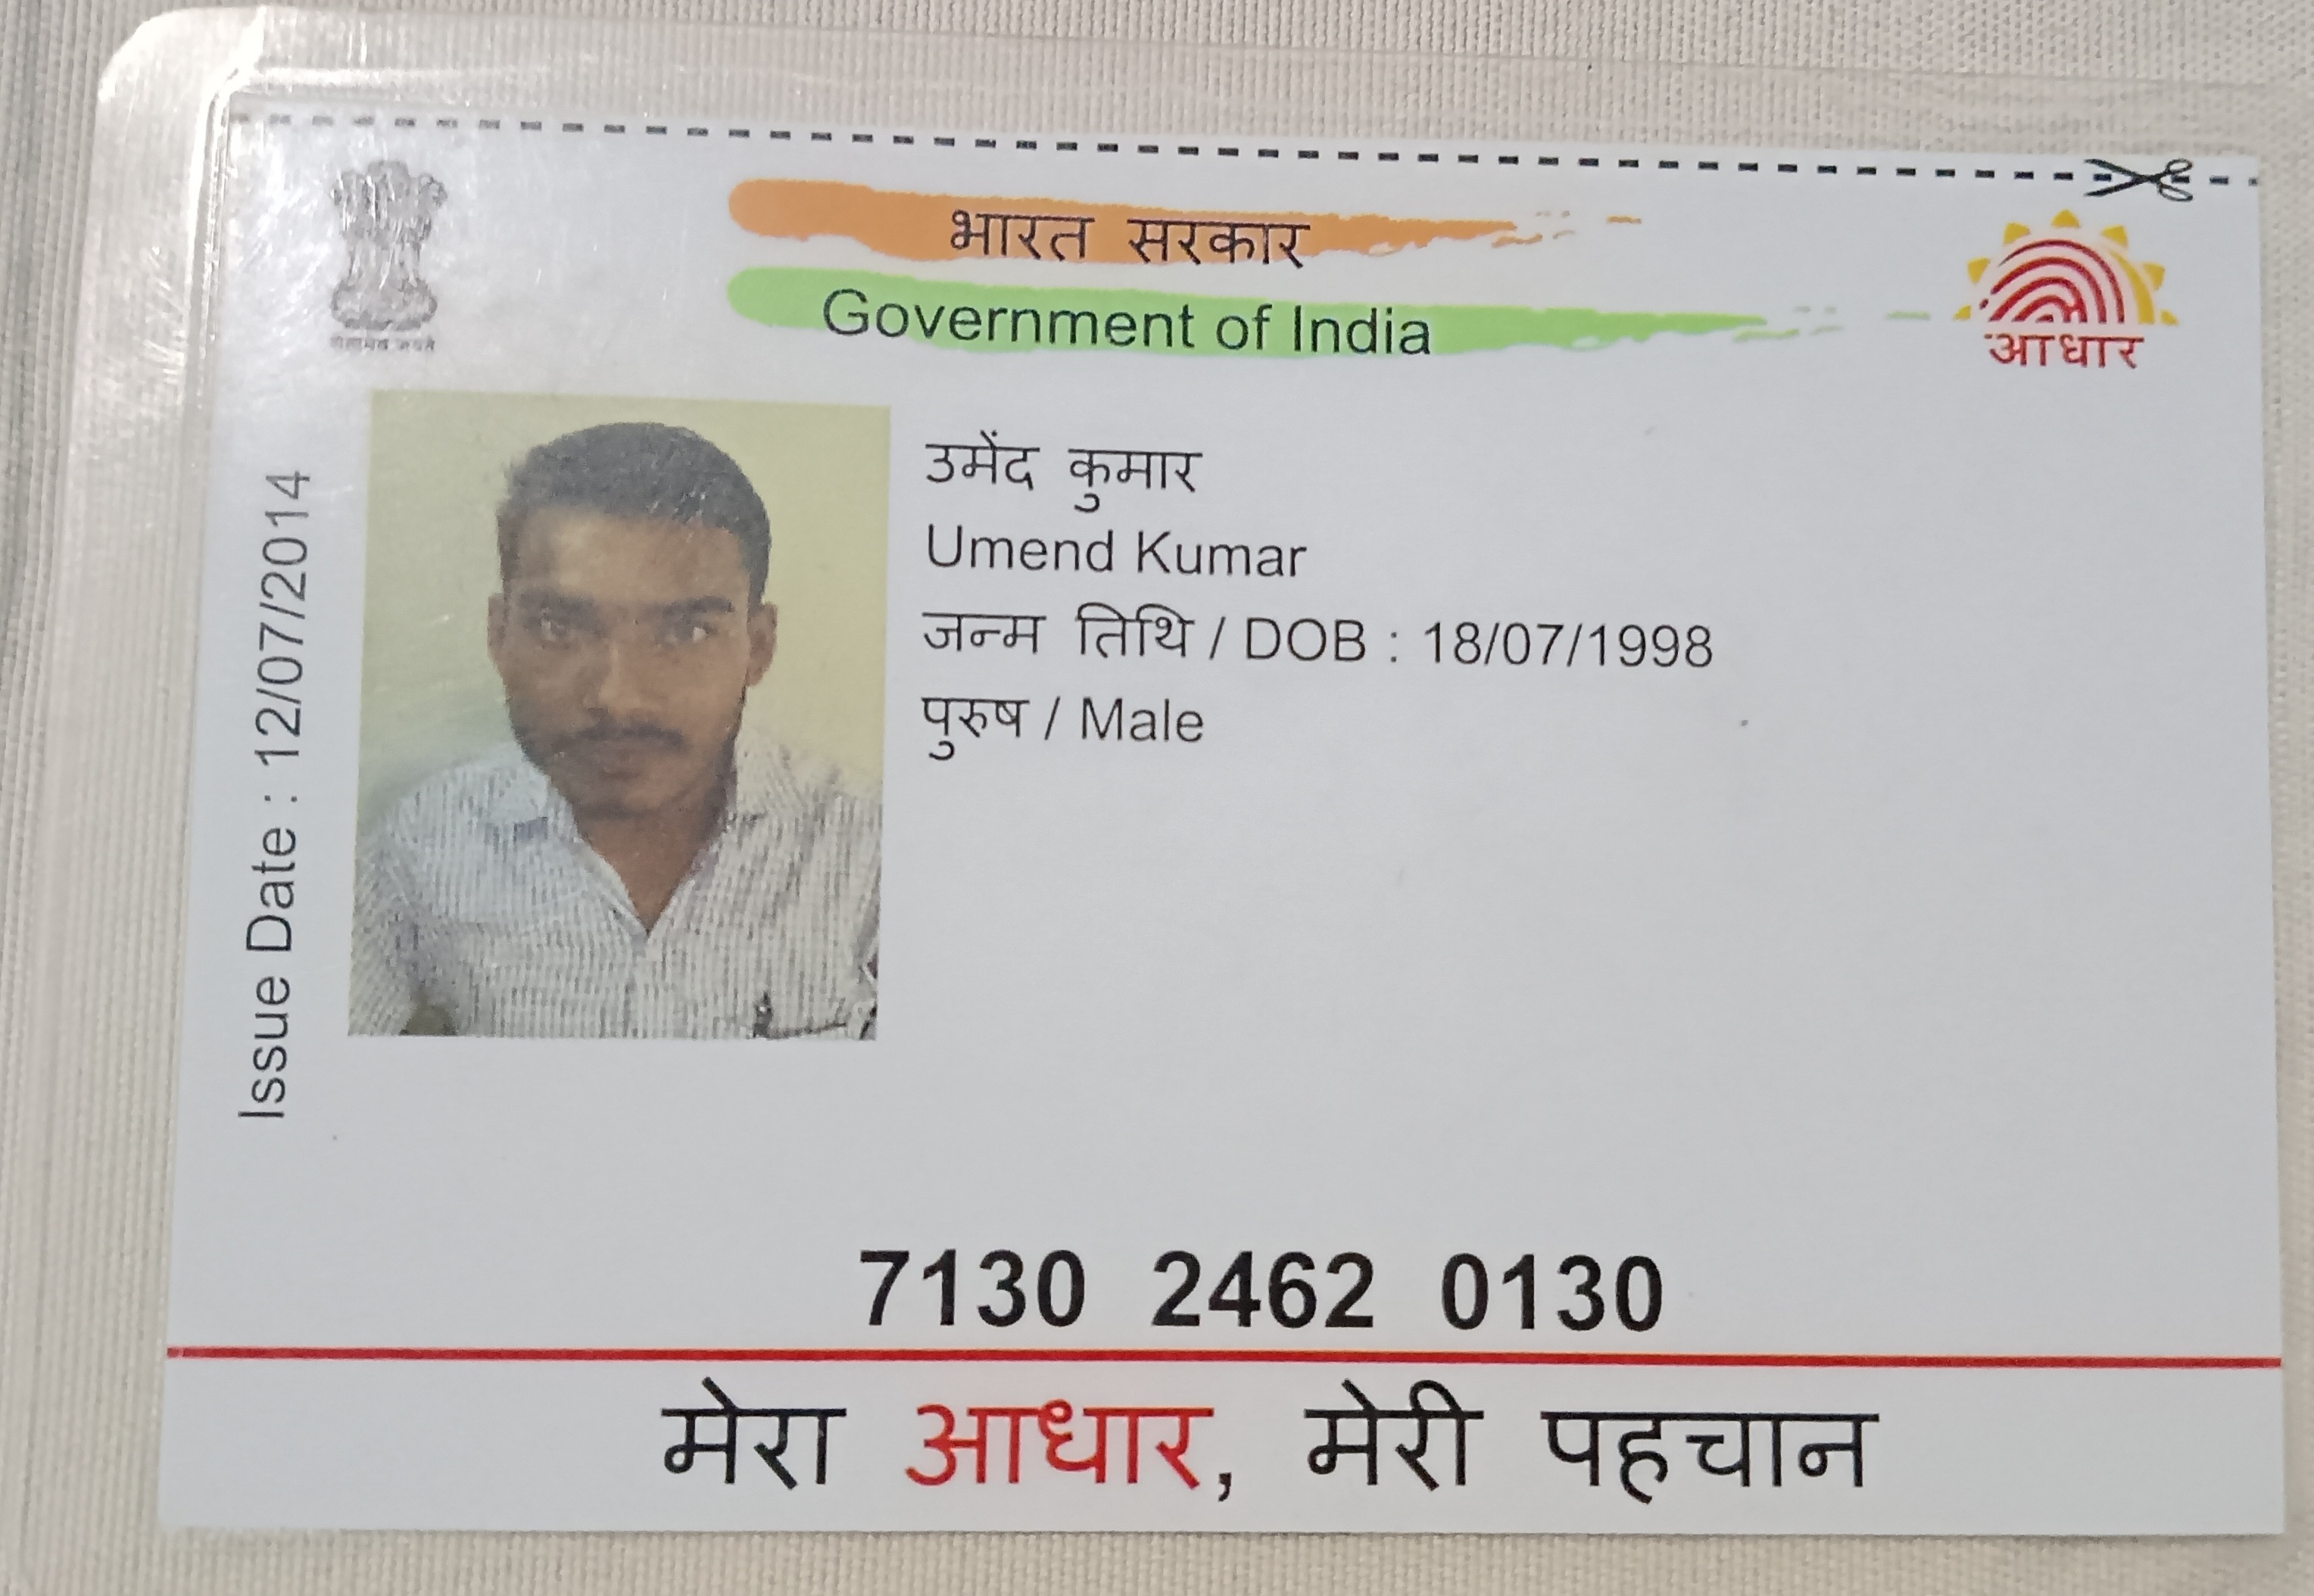 भारत सरकार
Government of India
आधार
Issue Date : 12/07/2014
उमेंद कुमार
Umend Kumar
जन्म तिथि / DOB : 18/07/1998
पुरुष / Male
7130 2462 0130
मेरा आधार, मेरी पहचान